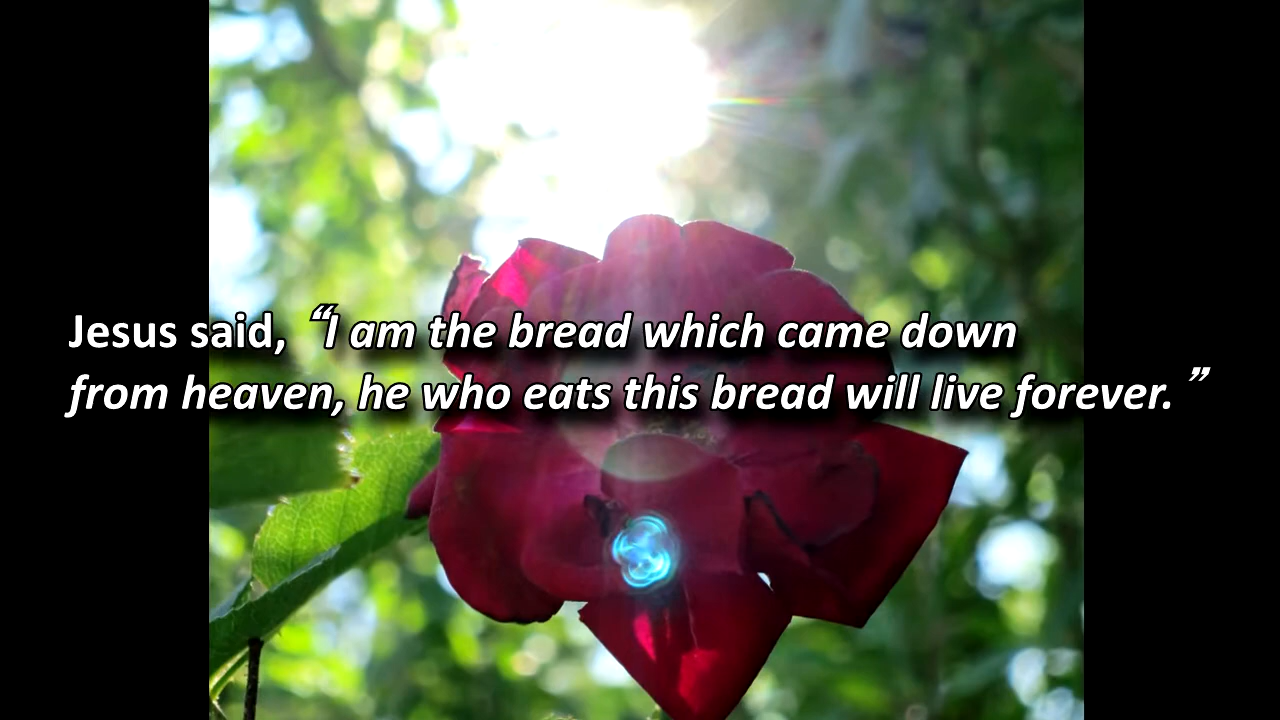 Jesus said, “I am the bread which came down
from heaven, he who eats this bread will live forever.”